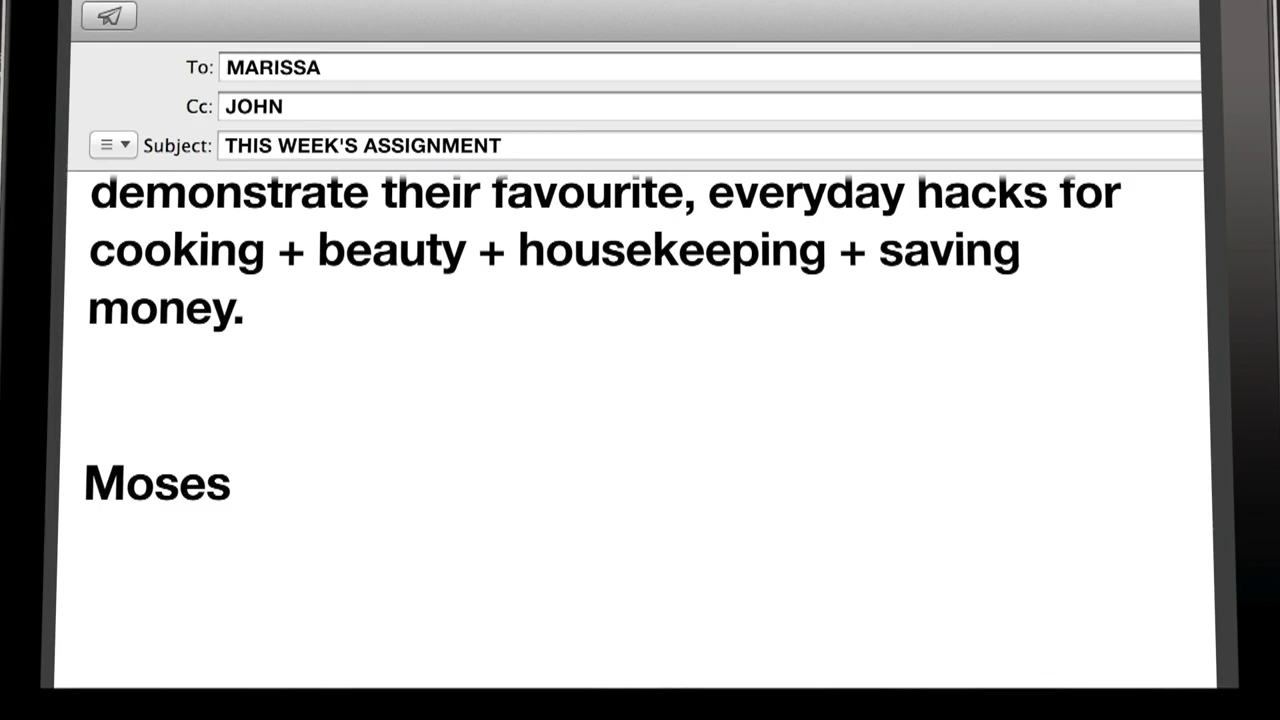 To: MARISSA
Cc: JOHN
Subject: THIS WEEK'S ASSIGNMENT
demonstrate their favourite, everyday hacks for
cooking + beauty + housekeeping + saving
money.
Moses